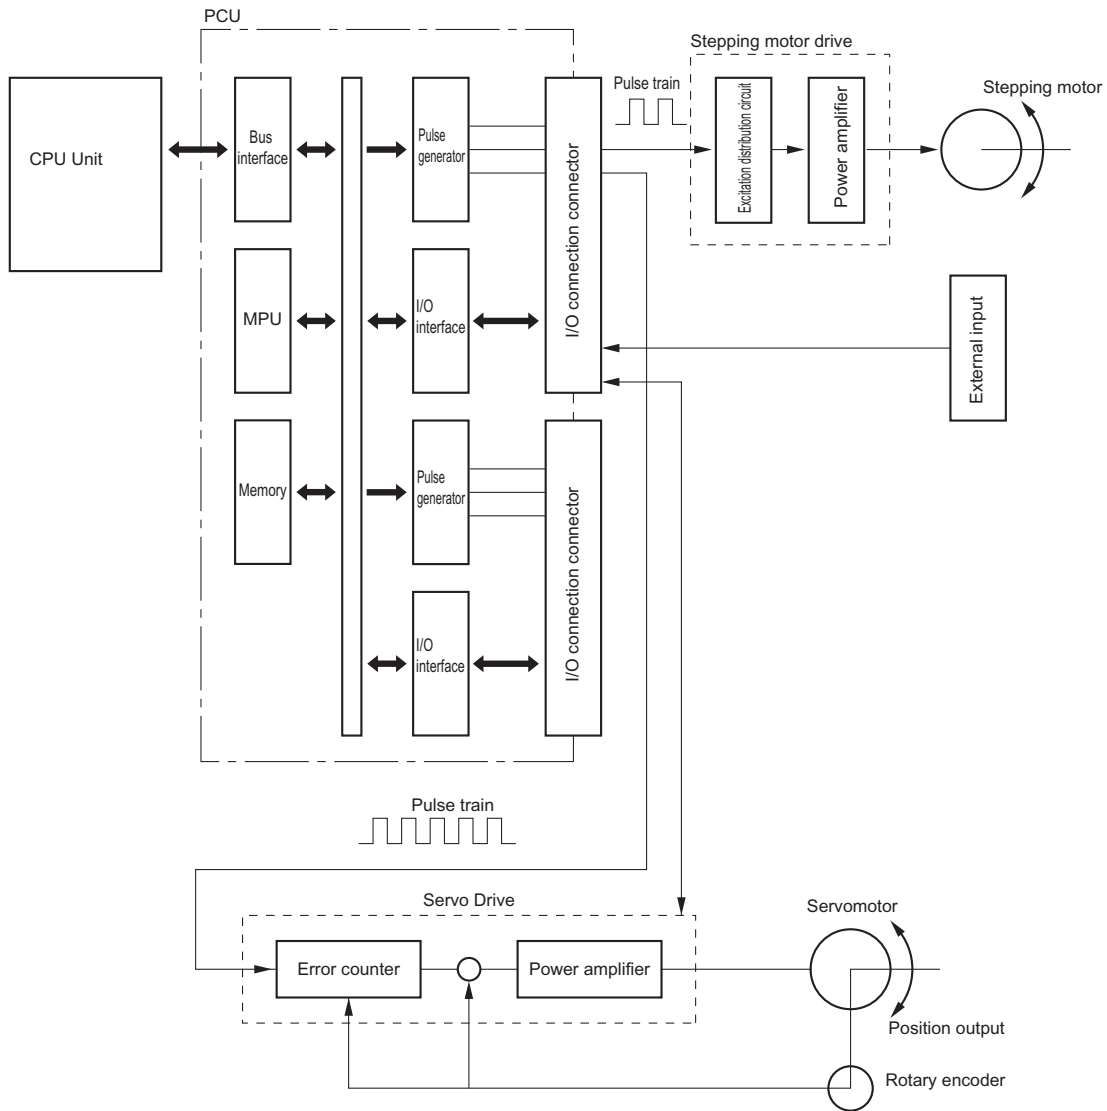 PCU
Stepping motor drive
Pulse train
Stepping motor
CPU Unit
Bus
interface
Pulse
generator
I/O connection connector
Excitation distribution circuit
Power amplifier
MPU
I/O
interface
External input
Memory
Pulse
generator
I/O connection connector
I/O
interface
Pulse train
Servo Drive
Servomotor
Error counter
Power amplifier
Position output
Rotary encoder